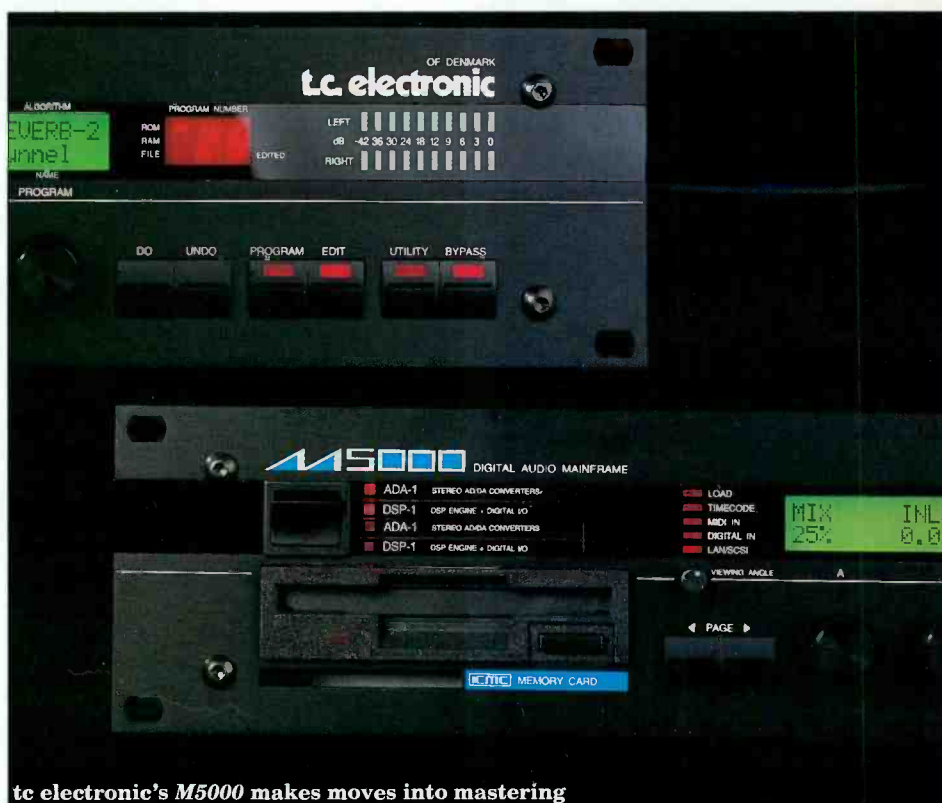 OF DENMARK
t.c. electronic
ALGORITHM
PROGRAM NUMBER
EVERB-2
unnel
NAME
ROM
RAM
FILE
EDITED
LEFT
dB -42 36 30 24 18 12 9 6 3 0
RIGHT
PROGRAM
DO UNDO PROGRAM EDIT UTILITY BYPASS
M5000 DIGITAL AUDIO MAINFRAME
ADA-1 STEREO AD/DA CONVERTERS
DSP-1 DSP ENGINE + DIGITAL I/O
ADA-1 STEREO AD/DA CONVERTERS
DSP-1 DSP ENGINE + DIGITAL I/O
LOAD
TIMECODE
MIDI IN
DIGITAL IN
LAN/SCSI
MIX INL
25% 0.0
VIEWING ANGLE
A
◀ PAGE ▶
MEMORY CARD
tc electronic's M5000 makes moves into mastering